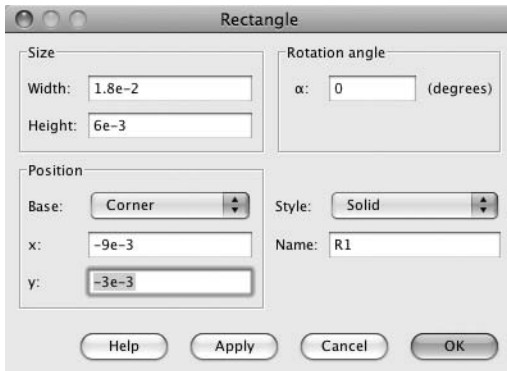 Rectangle
Size
Width: 1.8e–2
Height: 6e–3
Rotation angle
α: 0 (degrees)
Position
Base: Corner
x: –9e–3
y: –3e–3
Style: Solid
Name: R1
Help Apply Cancel OK